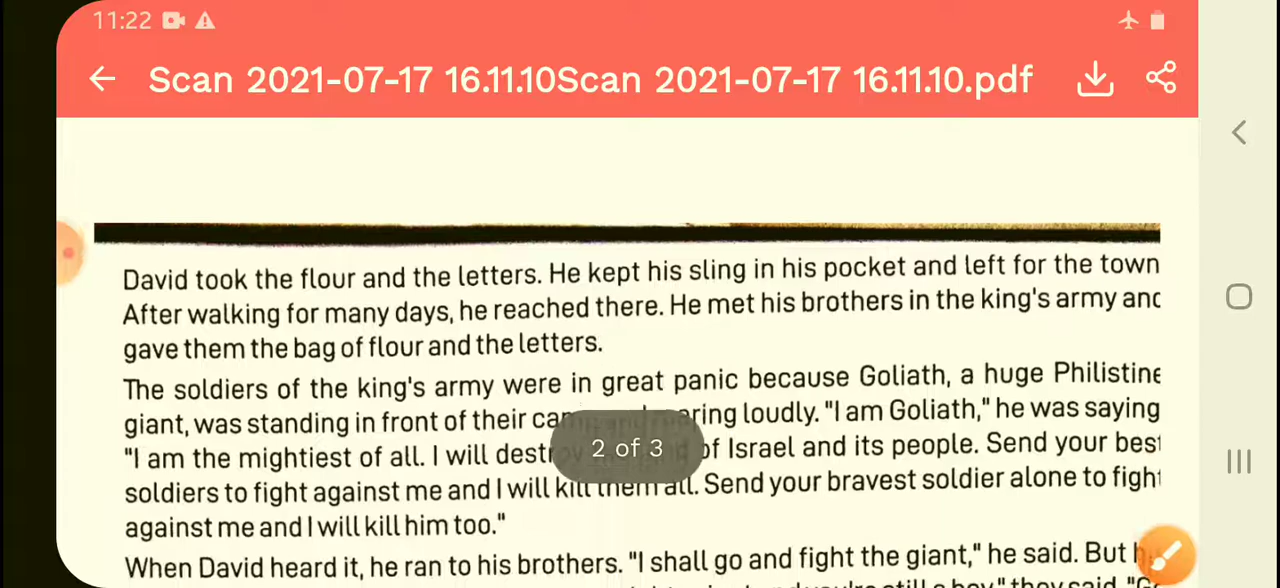 11:22
Scan 2021-07-17 16.11.10Scan 2021-07-17 16.11.10.pdf
David took the flour and the letters. He kept his sling in his pocket and left for the town
After walking for many days, he reached there. He met his brothers in the king's army and
gave them the bag of flour and the letters.
The soldiers of the king's army were in great panic because Goliath, a huge Philistine
giant, was standing in front of their loudly. "I am Goliath," he was saying
"I am the mightiest of all. I will of Israel and its people. Send your best
2 of 3
soldiers to fight against me and I will kill them all. Send your bravest soldier alone to fight
against me and I will kill him too."
When David heard it, he ran to his brothers. "I shall go and fight the giant," he said. But
still a boy," they said.